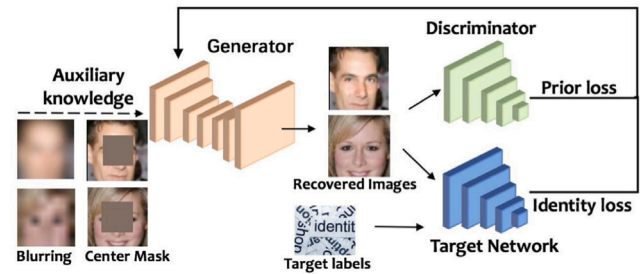 Generator
Discriminator
Auxiliary
knowledge
Prior loss
Recovered Images
Identity loss
identit
Blurring
Center Mask
Target labels
Target Network